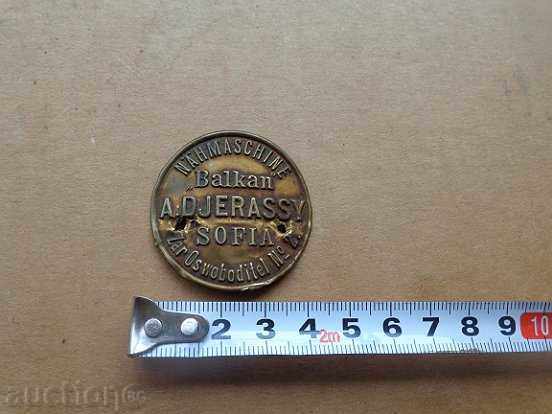 NÄHMASCHINE
„Balkan"
A. DJERASSY
SOFIA
Zar Oswoboditel No 2.
2 3 4 2m 5 6 7 8 9 10
auction BG